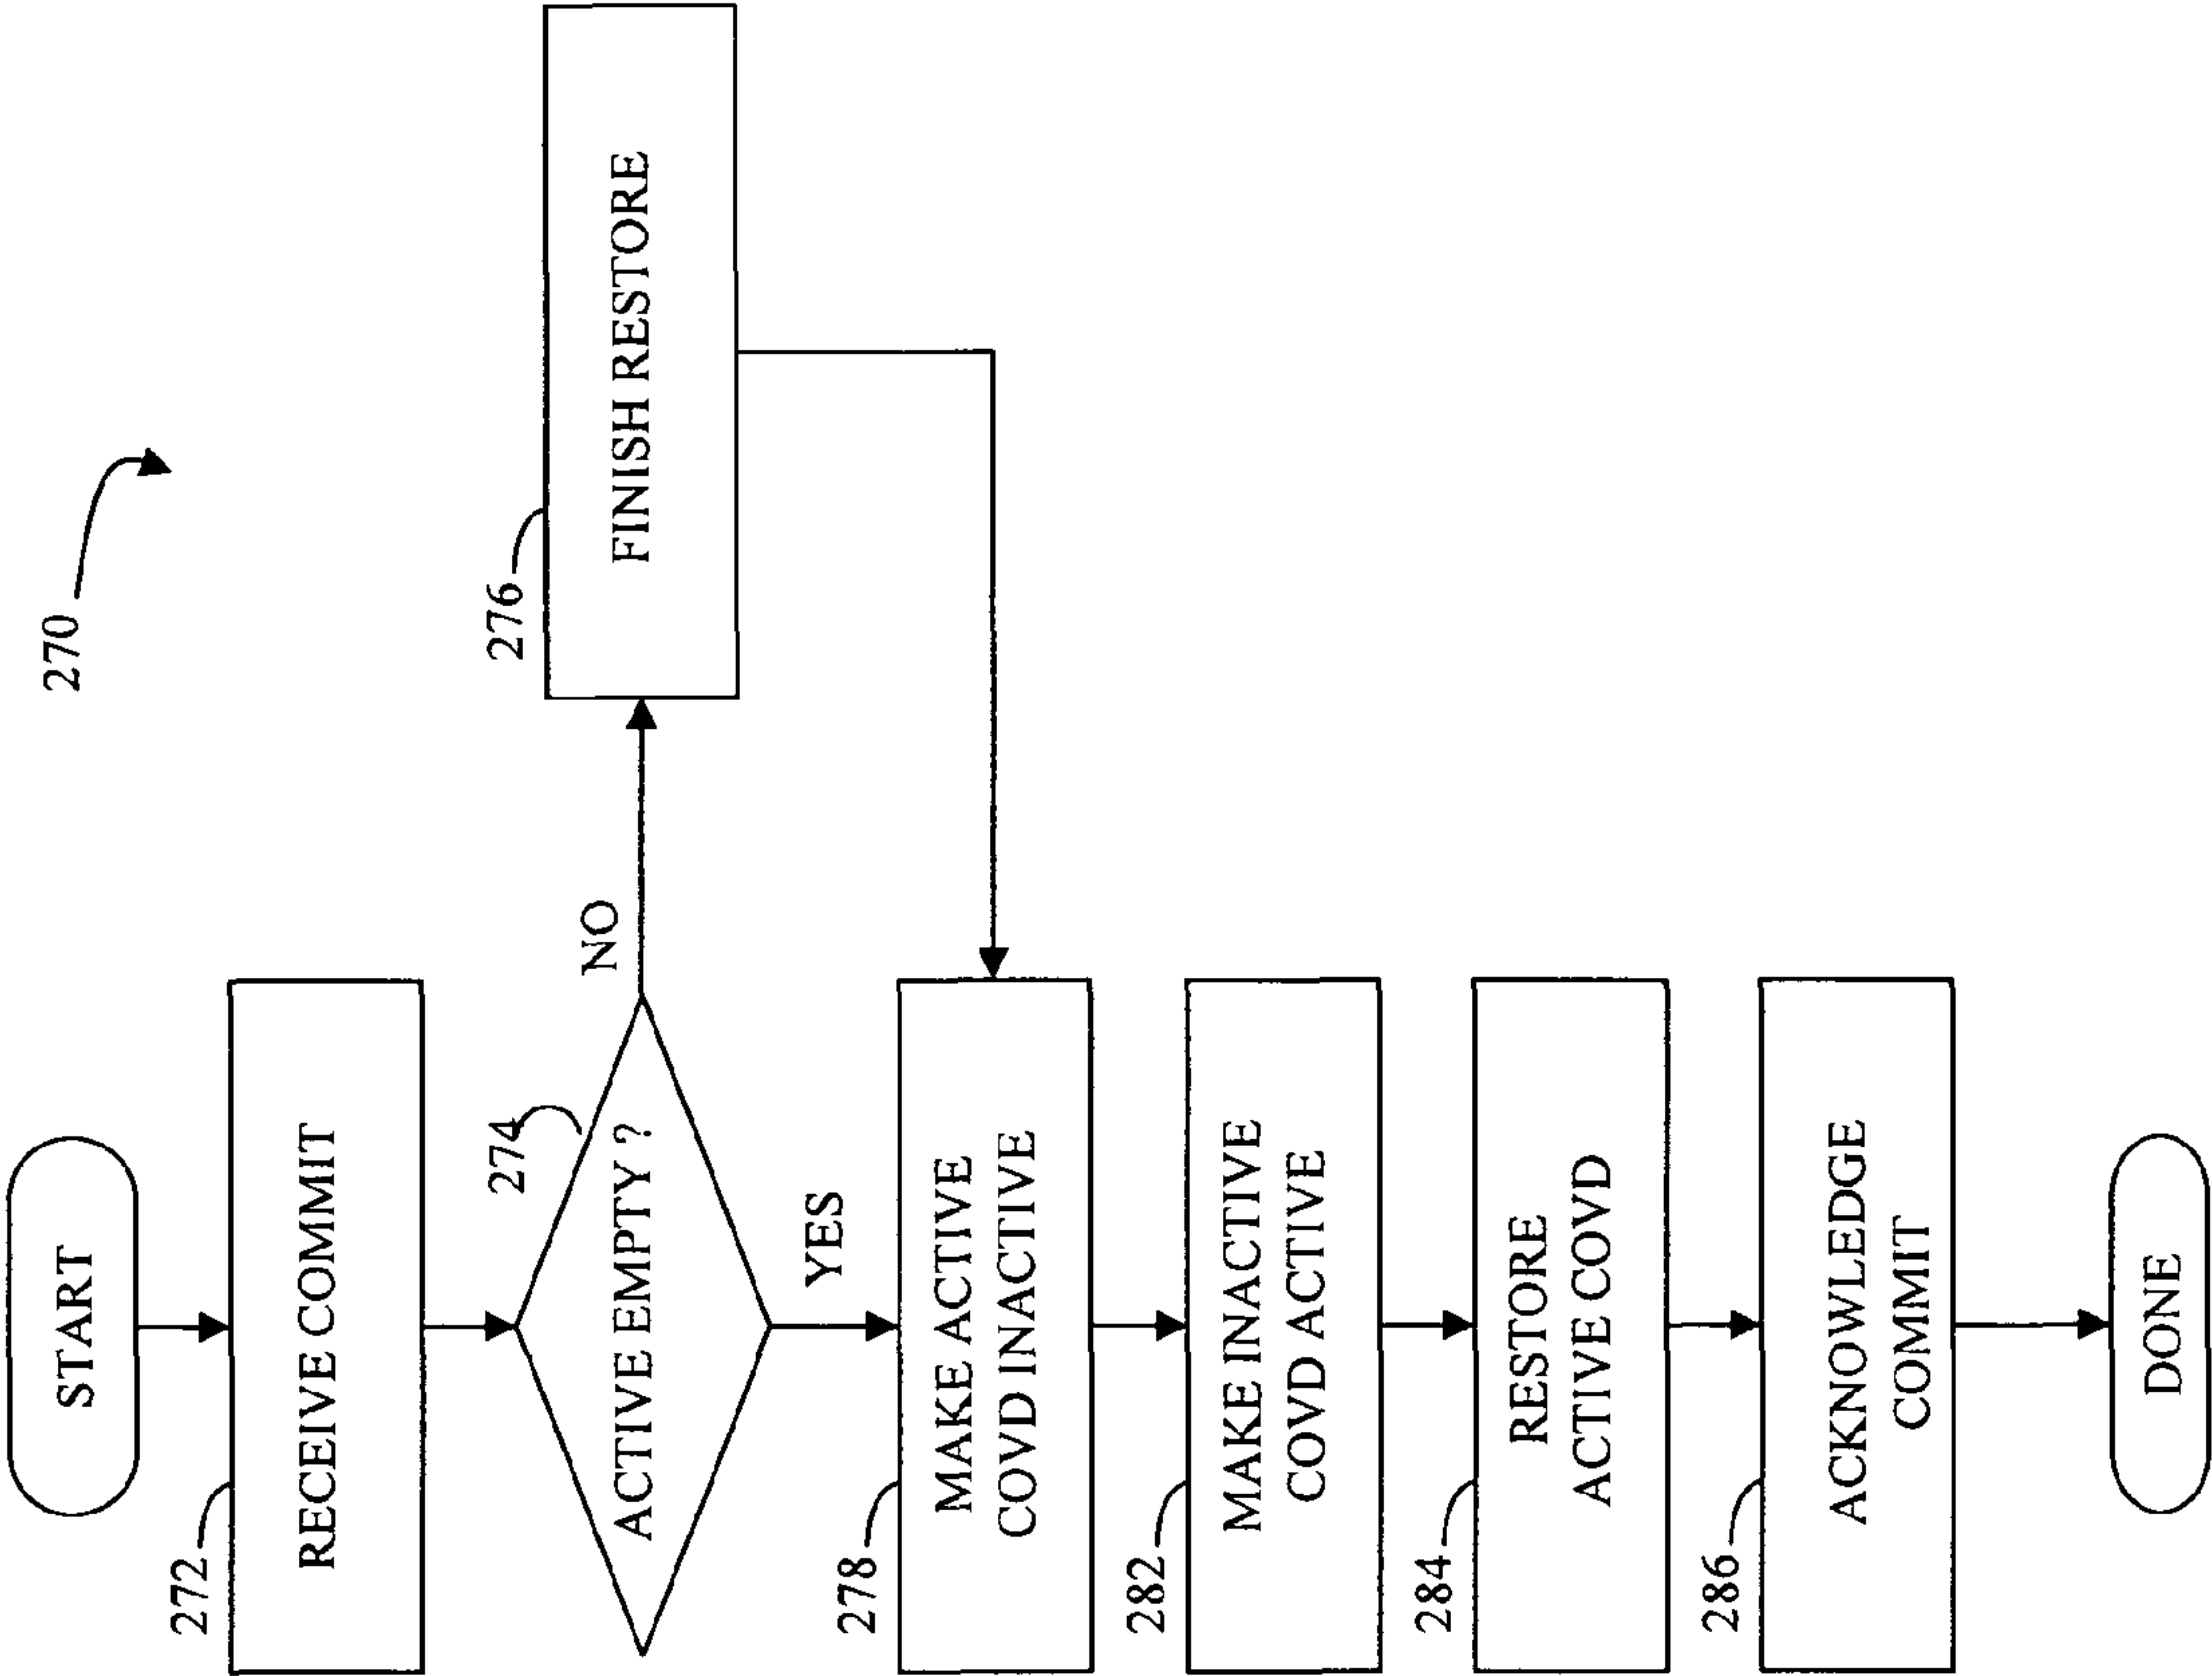 270
START
272
RECEIVE COMMIT
274
ACTIVE EMPTY ?
NO
276
FINISH RESTORE
YES
278
MAKE ACTIVE
COVD INACTIVE
282
MAKE INACTIVE
COVD ACTIVE
284
RESTORE
ACTIVE COVD
286
ACKNOWLEDGE
COMMIT
DONE